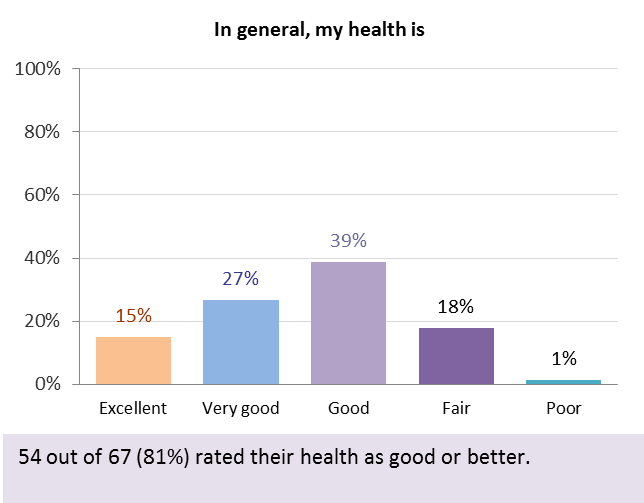 In general, my health is
100%
80%
60%
40%
20%
0%
15%
27%
39%
18%
1%
Excellent
Very good
Good
Fair
Poor
54 out of 67 (81%) rated their health as good or better.